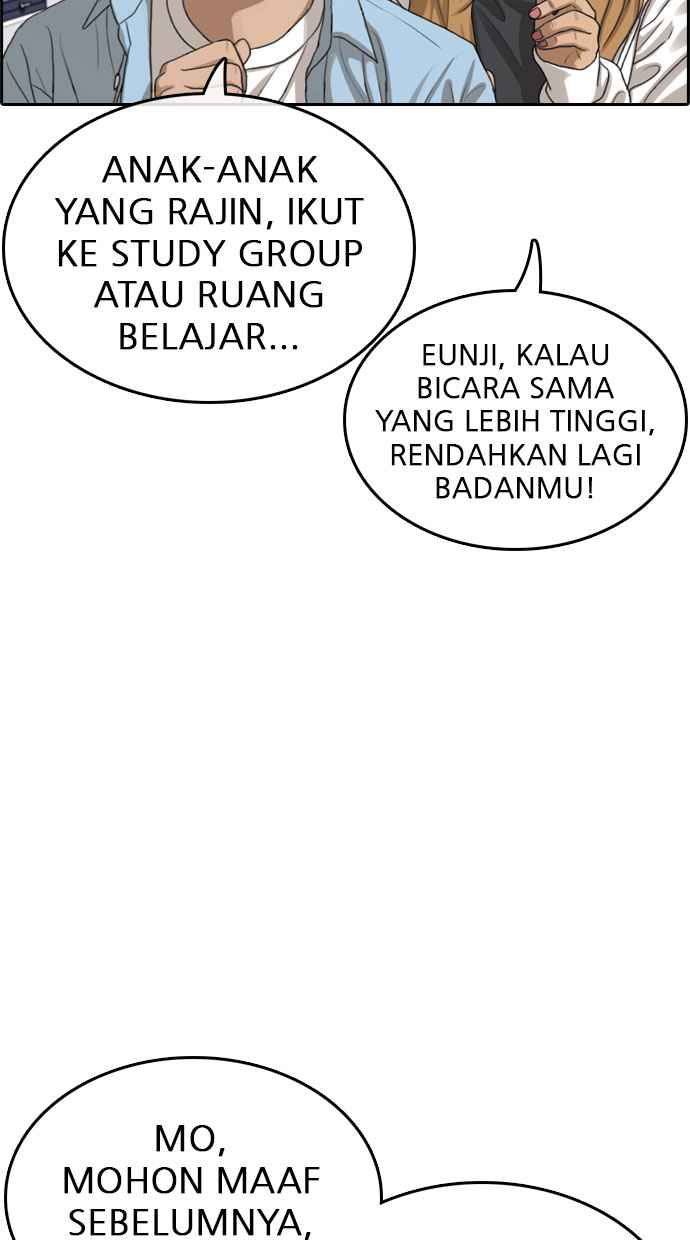 ANAK-ANAK
YANG RAJIN, IKUT
KE STUDY GROUP
ATAU RUANG
BELAJAR...
EUNJI, KALAU
BICARA SAMA
YANG LEBIH TINGGI,
RENDAHKAN LAGI
BADANMU!
MO,
MOHON MAAF
SEBELUMNYA,